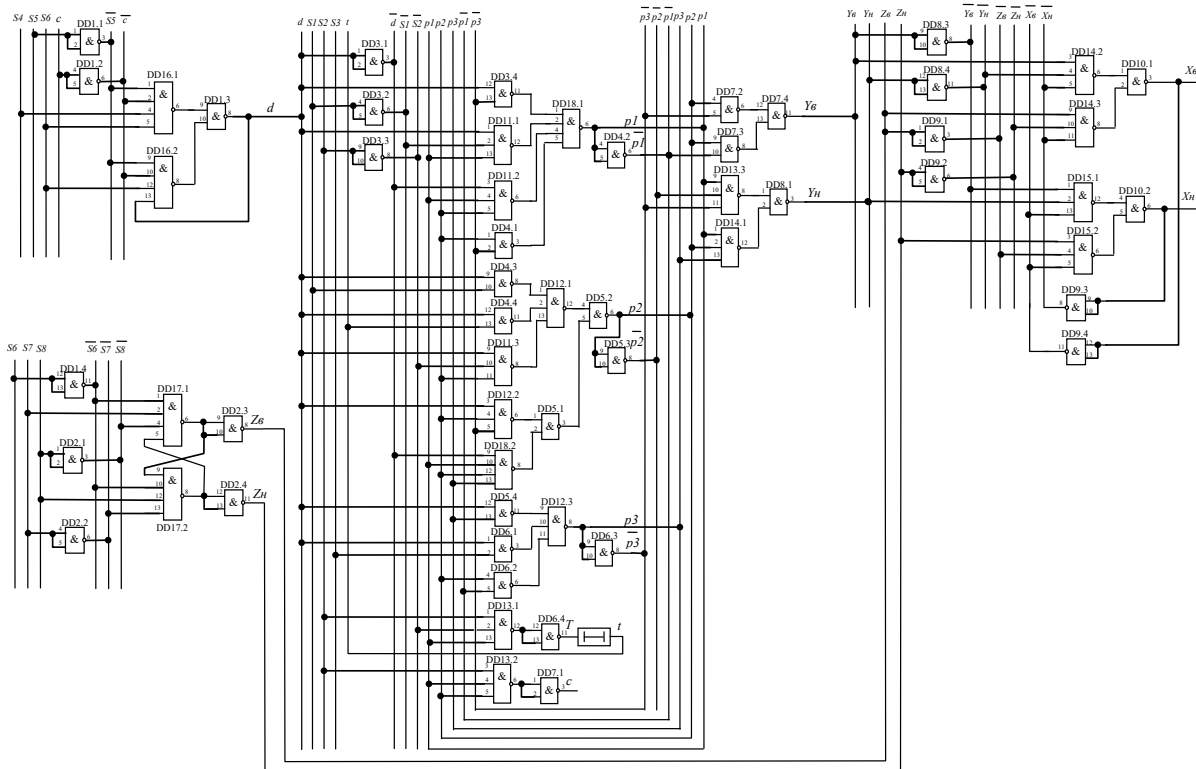 S4 S5 S6 c
S5 c
DD1.1
DD1.2
DD16.1
DD1.3
DD16.2
d
d S1 S2 S3 t
d S1 S2 p1 p2 p3 p1 p3
DD3.1
DD3.2
DD3.3
DD3.4
DD11.1
DD11.2
DD4.1
DD18.1
p1
DD4.2
p1
DD4.3
DD4.4
DD11.3
DD12.1
DD5.2
p2
DD5.3
p2
DD12.2
DD18.2
DD5.1
DD5.4
DD6.1
DD6.2
DD12.3
p3
DD6.3
p3
DD13.1
DD6.4
T
t
DD13.2
DD7.1
c
p3 p2 p1 p3 p2 p1
DD7.2
DD7.3
DD7.4
Yв
DD13.3
DD14.1
DD8.1
Yн
Yв Yн Zв Zн
Yв Yн Zв Zн Xв Xн
DD8.3
DD8.4
DD9.1
DD9.2
DD14.2
DD14.3
DD10.1
Xв
DD15.1
DD15.2
DD10.2
Xн
DD9.3
DD9.4
S6 S7 S8
S6 S7 S8
DD1.4
DD2.1
DD2.2
DD17.1
DD17.2
DD2.3
Zв
DD2.4
Zн